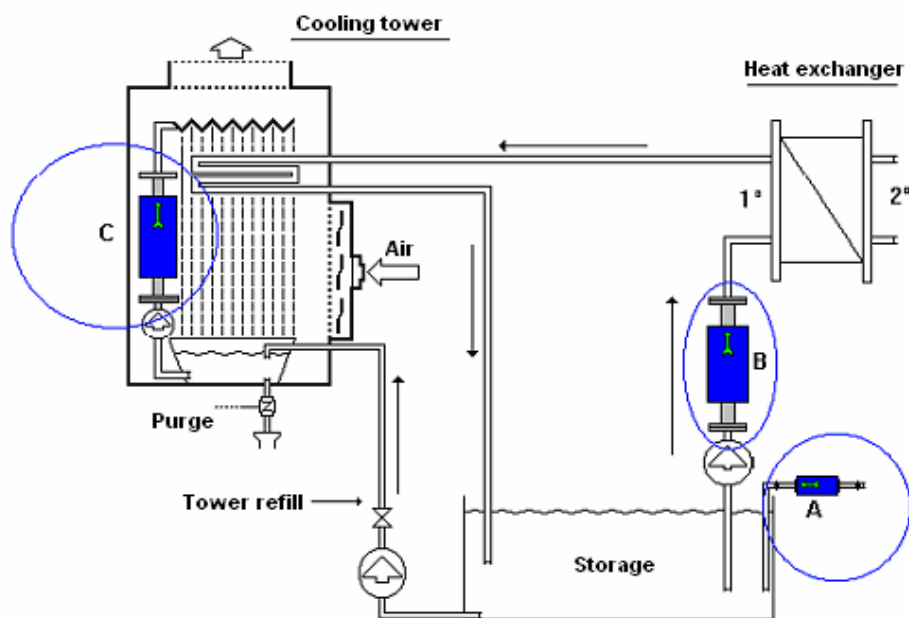 Cooling tower
Heat exchanger
1°
2°
C
Air
B
Purge
Tower refill
A
Storage